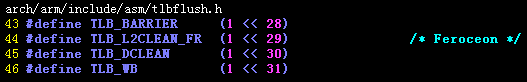 arch/arm/include/asm/tlbflush.h
43 #define TLB_BARRIER (1 << 28)
44 #define TLB_L2CLEAN_FR (1 << 29) /* Feroceon */
45 #define TLB_DCLEAN (1 << 30)
46 #define TLB_WB (1 << 31)